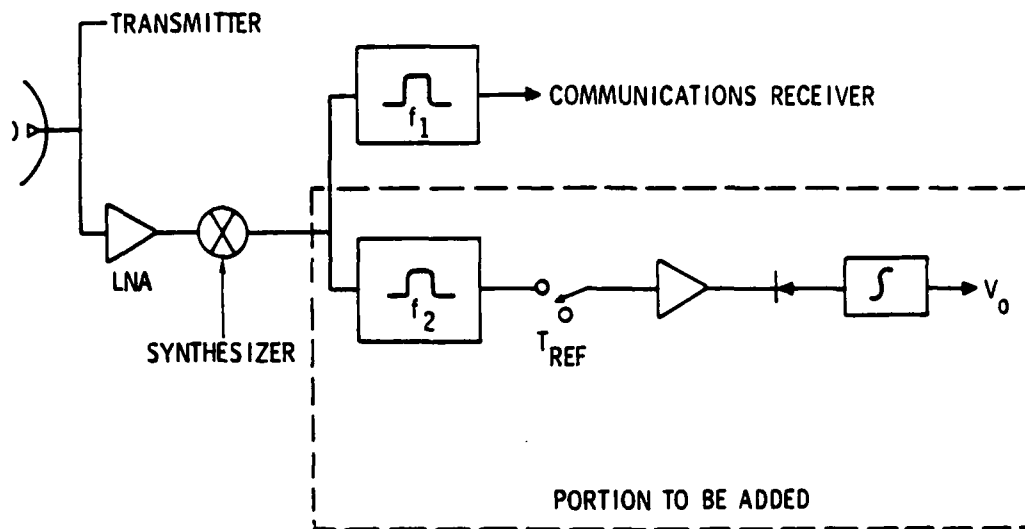 TRANSMITTER
f1
COMMUNICATIONS RECEIVER
LNA
f2
∫
V0
SYNTHESIZER
TREF
PORTION TO BE ADDED